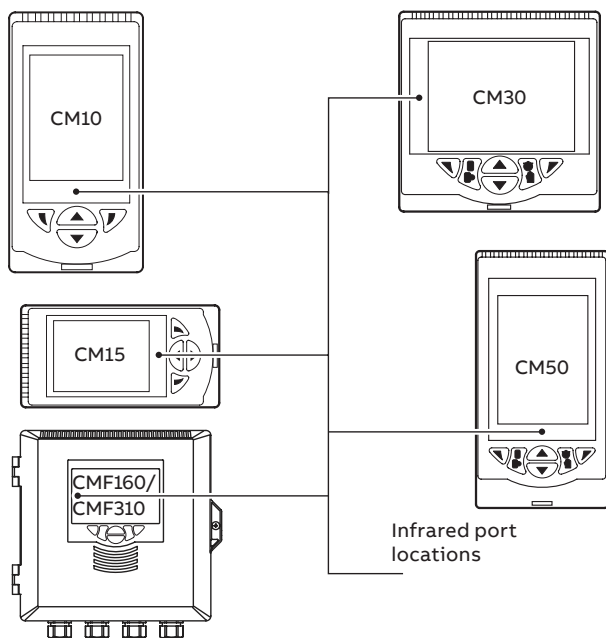 CM10
CM30
CM15
CM50
CMF160/
CMF310
Infrared port
locations